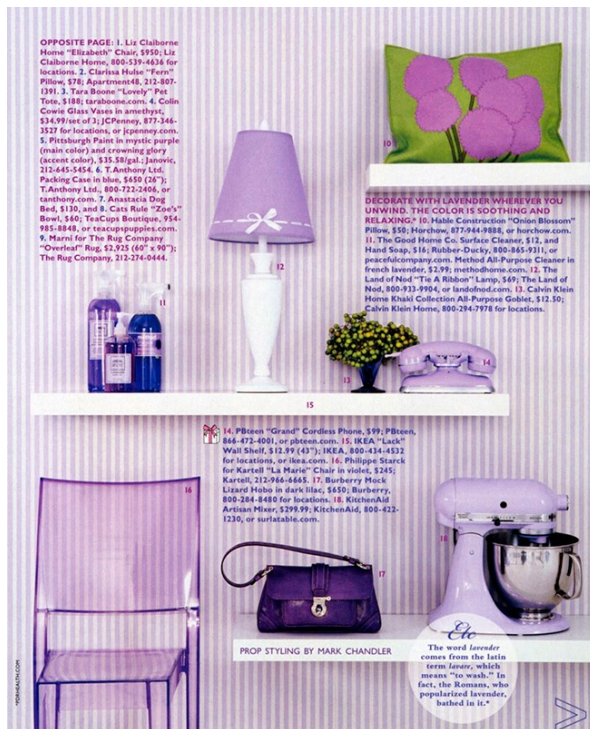 OPPOSITE PAGE: 1. Liz Claiborne
Home "Elizabeth" Chair, $950; Liz
Claiborne Home, 800-539-4636 for
locations. 2. Clarissa Hulse "Fern"
Pillow, $78; Apartment48, 212-807-
1391. 3. Tara Boone "Lovely" Pet
Tote, $188; taraboone.com. 4. Colin
Cowie Glass Vases in amethyst,
$34.99/set of 3; JCPenney, 877-346-
3527 for locations, or jcpenney.com.
5. Pittsburgh Paint in mystic purple
(main color) and crowning glory
(accent color), $35.58/gal.; Janovic,
212-645-5454. 6. T. Anthony Ltd.
Packing Case in blue, $650 (26");
T. Anthony Ltd., 800-722-2406, or
tanthony.com. 7. Anastacia Dog
Bed, $130, and 8. Cats Rule "Zoe's"
Bowl, $60; TeaCups Boutique, 954-
985-8848, or teacupspuppies.com.
9. Marni for The Rug Company
"Overleaf" Rug, $2,925 (60" x 90");
The Rug Company, 212-274-0444.
10
DECORATE WITH LAVENDER WHEREVER YOU
UNWIND. THE COLOR IS SOOTHING AND
RELAXING.* 10. Hable Construction "Onion Blossom"
Pillow, $50; Horchow, 877-944-9888, or horchow.com.
11. The Good Home Co. Surface Cleaner, $12, and
Hand Soap, $16; Rubber-Ducky, 800-865-9211, or
peacefulcompany.com. Method All-Purpose Cleaner in
french lavender, $2.99; methodhome.com. 12. The
Land of Nod "Tie A Ribbon" Lamp, $69; The Land of
Nod, 800-933-9904, or landofnod.com. 13. Calvin Klein
Home Khaki Collection All-Purpose Goblet, $12.50;
Calvin Klein Home, 800-294-7978 for locations.
12
11
13
14
15
14. PBteen "Grand" Cordless Phone, $99; PBteen,
866-472-4001, or pbteen.com. 15. IKEA "Lack"
Wall Shelf, $12.99 (43"); IKEA, 800-434-4532
for locations, or ikea.com. 16. Philippe Starck
for Kartell "La Marie" Chair in violet, $245;
Kartell, 212-966-6665. 17. Burberry Mock
Lizard Hobo in dark lilac, $650; Burberry,
800-284-8480 for locations. 18. KitchenAid
Artisan Mixer, $299.99; KitchenAid, 800-422-
1230, or surlatable.com.
16
17
18
PROP STYLING BY MARK CHANDLER
Etc
The word lavender
comes from the latin
term lavare, which
means "to wash." In
fact, the Romans, who
popularized lavender,
bathed in it.*
*PDRHEALTH.COM